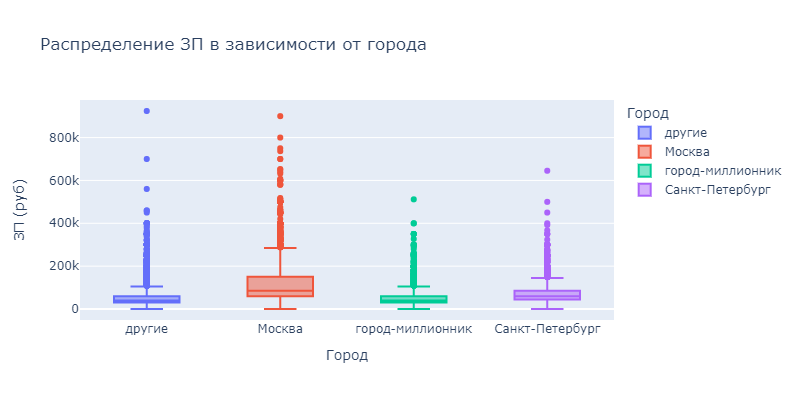 Распределение ЗП в зависимости от города
Город
другие
Москва
город-миллионник
Санкт-Петербург
ЗП (руб)
800k
600k
400k
200k
0
другие
Москва
город-миллионник
Санкт-Петербург
Город